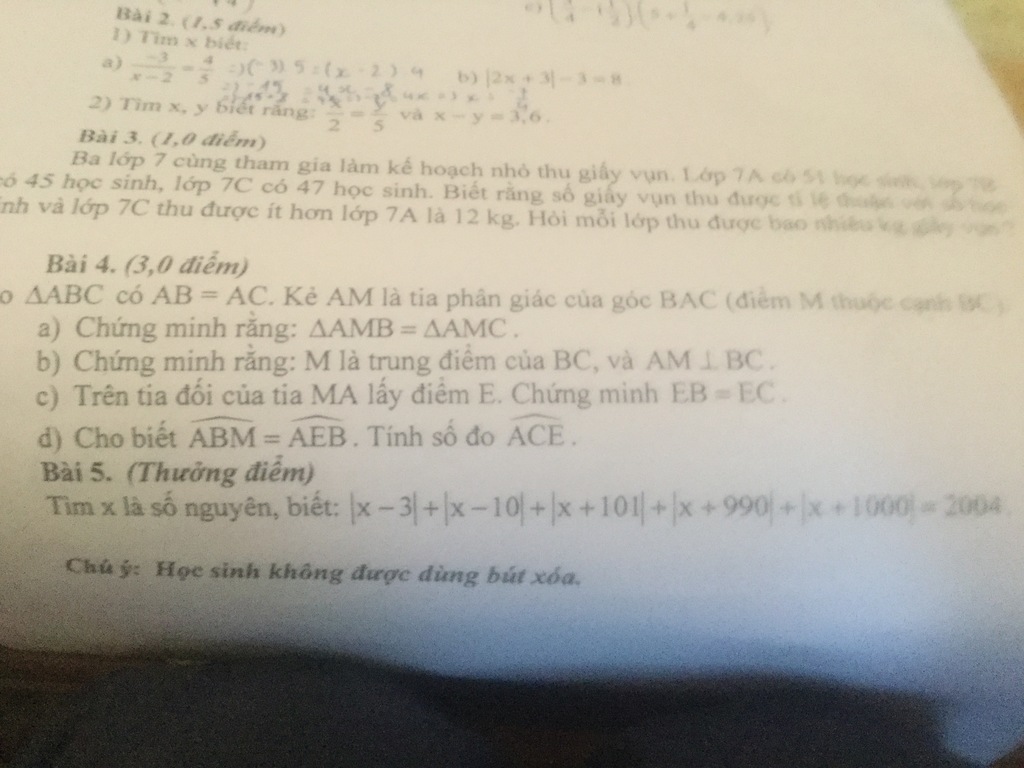 Bài 2. (1,5 điểm)
1) Tìm x biết:
a) -3/(x-2) = 4/5 =) (-3) 5 = (x - 2) 4 b) |2x + 3| - 3 = 8
2) Tìm x, y biết rằng: x/2 = y/5 và x - y = 3,6.
Bài 3. (1,0 điểm)
Ba lớp 7 cùng tham gia làm kế hoạch nhỏ thu giấy vụn. Lớp 7A có 51 học sinh, lớp 7B
có 45 học sinh, lớp 7C có 47 học sinh. Biết rằng số giấy vụn thu được tỉ lệ thuận với số học
inh và lớp 7C thu được ít hơn lớp 7A là 12 kg. Hỏi mỗi lớp thu được bao nhiêu kg giấy vụn?
Bài 4. (3,0 điểm)
o ΔABC có AB = AC. Kẻ AM là tia phân giác của góc BAC (điểm M thuộc cạnh BC)
a) Chứng minh rằng: ΔAMB = ΔAMC.
b) Chứng minh rằng: M là trung điểm của BC, và AM ⊥ BC.
c) Trên tia đối của tia MA lấy điểm E. Chứng minh EB = EC.
d) Cho biết ABM = AEB. Tính số đo ACE.
Bài 5. (Thưởng điểm)
Tìm x là số nguyên, biết: |x - 3| + |x - 10| + |x + 101| + |x + 990| + |x + 1000| = 2004.
Chú ý: Học sinh không được dùng bút xóa.